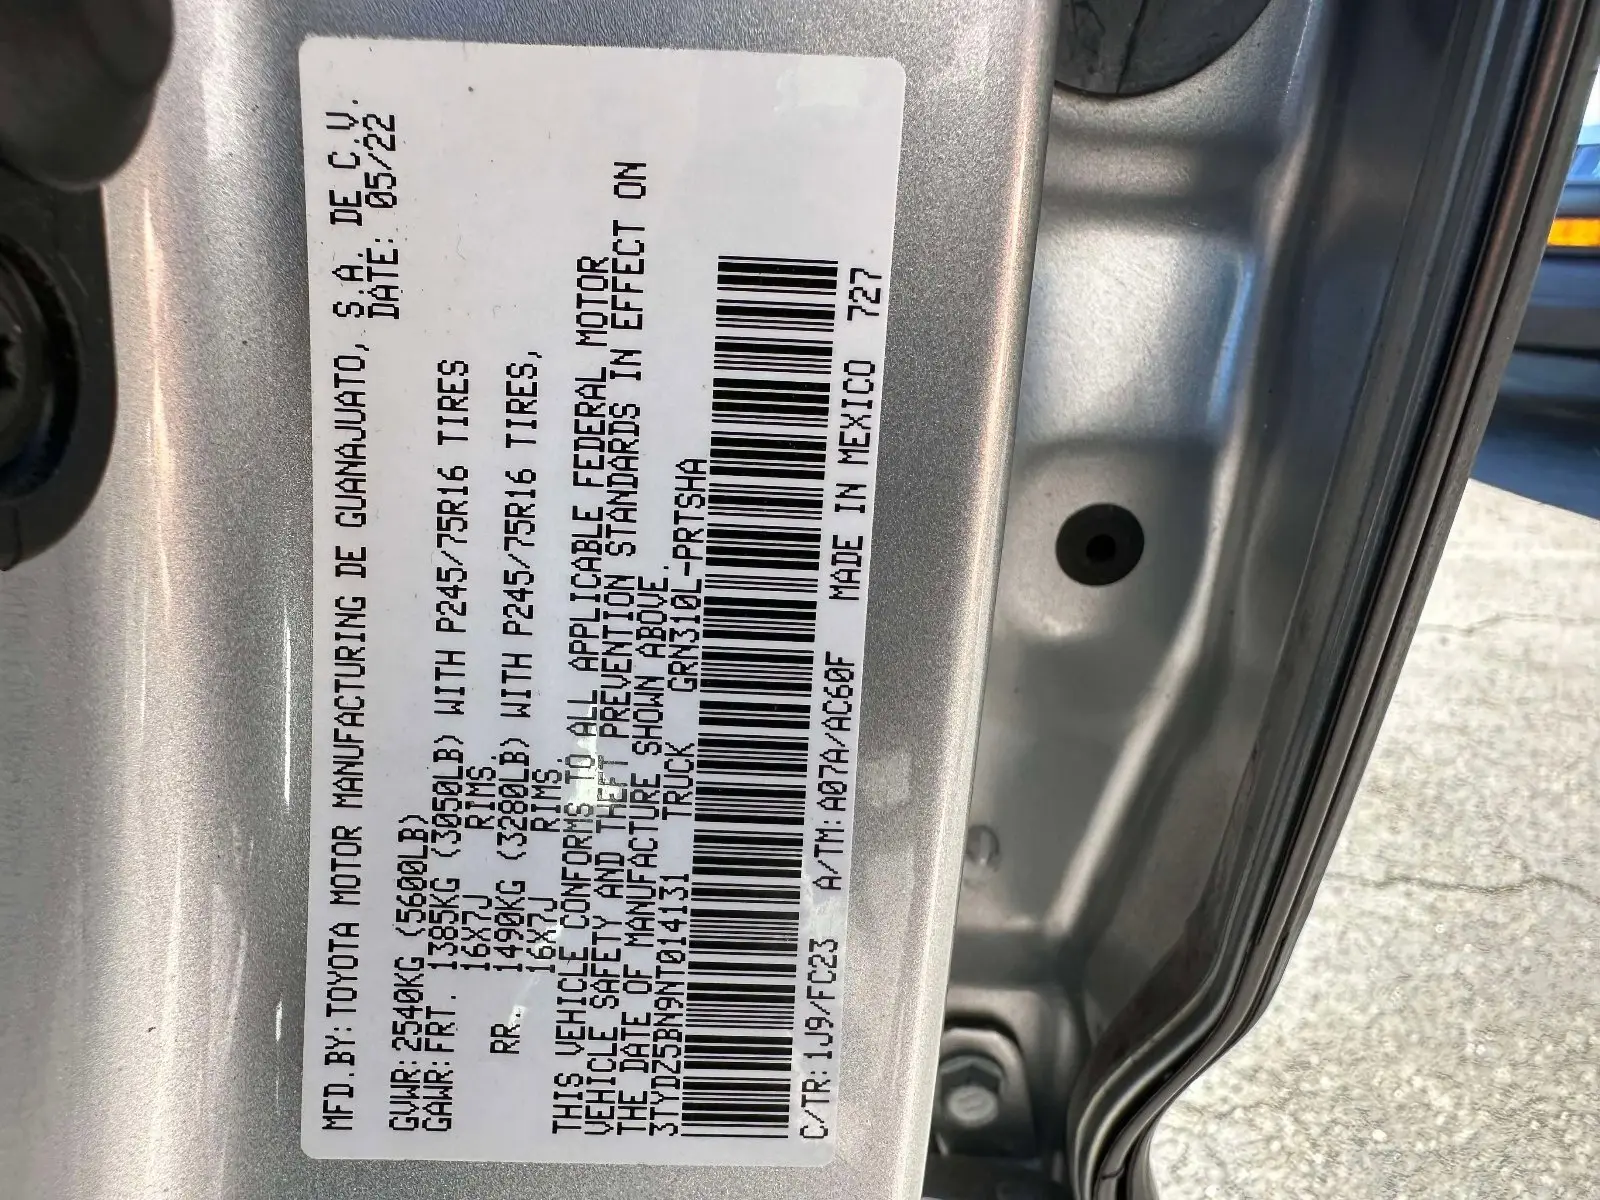 MFD.BY:TOYOTA MOTOR MANUFACTURING DE GUANAJUATO, S.A. DE C.V.
DATE: 05/22
GVWR:2540KG (5600LB)
GAWR:FRT. 1385KG (3050LB) WITH P245/75R16 TIRES
16X7J RIMS.
RR. 1490KG (3280LB) WITH P245/75R16 TIRES,
16X7J RIMS.
THIS VEHICLE CONFORMS TO ALL APPLICABLE FEDERAL MOTOR
VEHICLE SAFETY AND THEFT PREVENTION STANDARDS IN EFFECT ON
THE DATE OF MANUFACTURE SHOWN ABOVE.
3TYDZ5BN9NT014131 TRUCK GRN310L-PRTSHA
C/TR:1J9/FC23 A/TM:A07A/AC60F MADE IN MEXICO 727